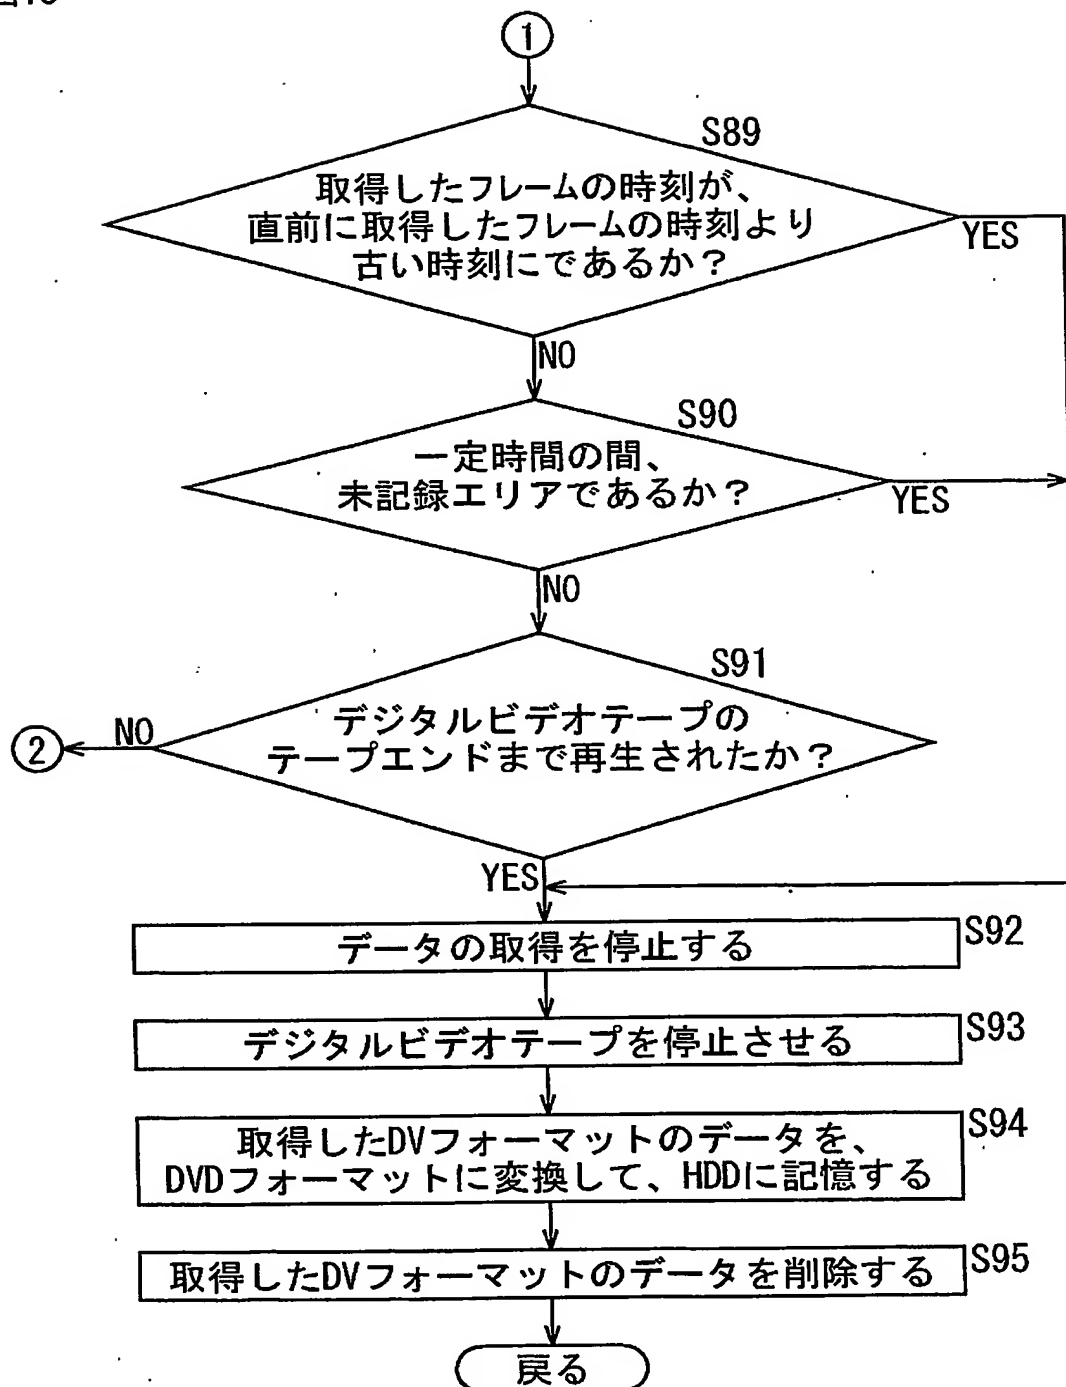 1
S89
取得したフレームの時刻が、
直前に取得したフレームの時刻より
古い時刻にであるか?
YES
NO
S90
一定時間の間、
未記録エリアであるか?
YES
NO
S91
デジタルビデオテープの
テープエンドまで再生されたか?
NO
2
YES
データの取得を停止する
S92
デジタルビデオテープを停止させる
S93
取得したDVフォーマットのデータを、
DVDフォーマットに変換して、HDDに記憶する
S94
取得したDVフォーマットのデータを削除する
S95
戻る